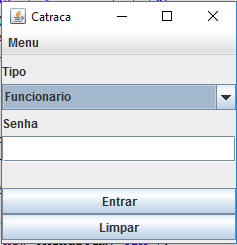 Catraca
Menu
Tipo
Funcionario
Senha
Entrar
Limpar